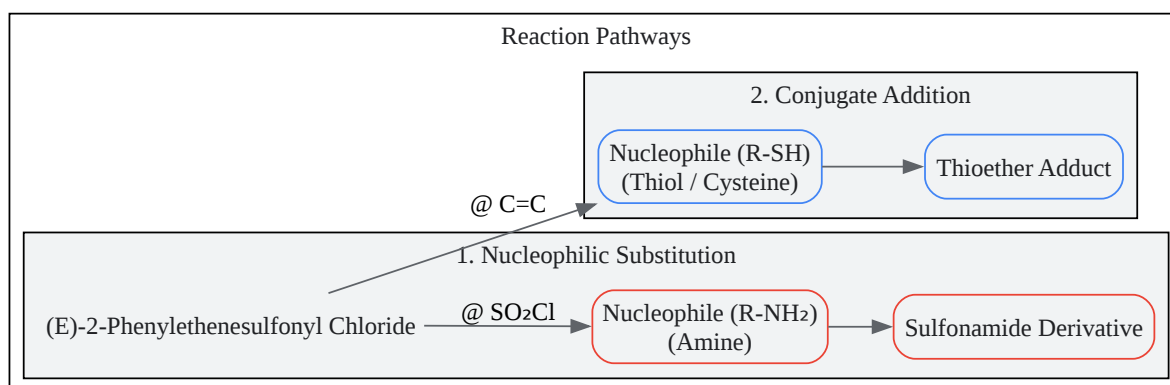 Reaction Pathways
2. Conjugate Addition
Nucleophile (R-SH)
(Thiol / Cysteine)
Thioether Adduct
@ C=C
1. Nucleophilic Substitution
(E)-2-Phenylethenesulfonyl Chloride
@ SO₂Cl
Nucleophile (R-NH₂)
(Amine)
Sulfonamide Derivative